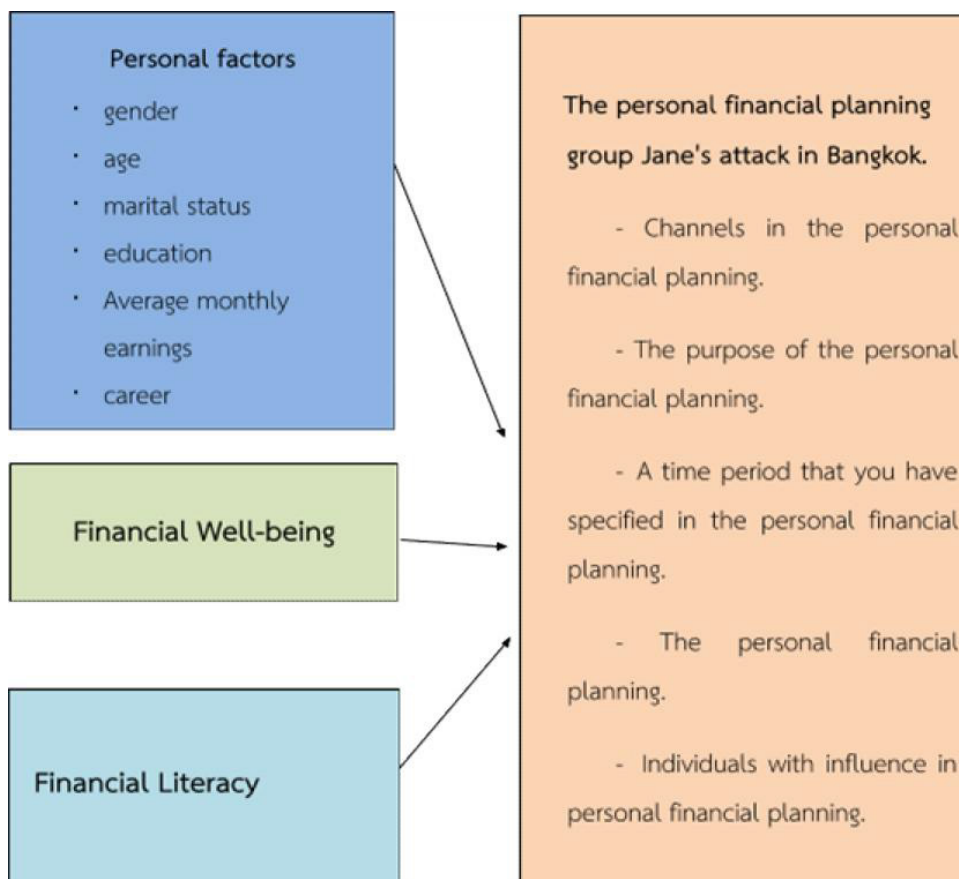 Personal factors
· gender
· age
· marital status
· education
· Average monthly
earnings
· career
Financial Well-being
Financial Literacy
The personal financial planning
group Jane's attack in Bangkok.
- Channels in the personal
financial planning.
- The purpose of the personal
financial planning.
- A time period that you have
specified in the personal financial
planning.
- The personal financial
planning.
- Individuals with influence in
personal financial planning.